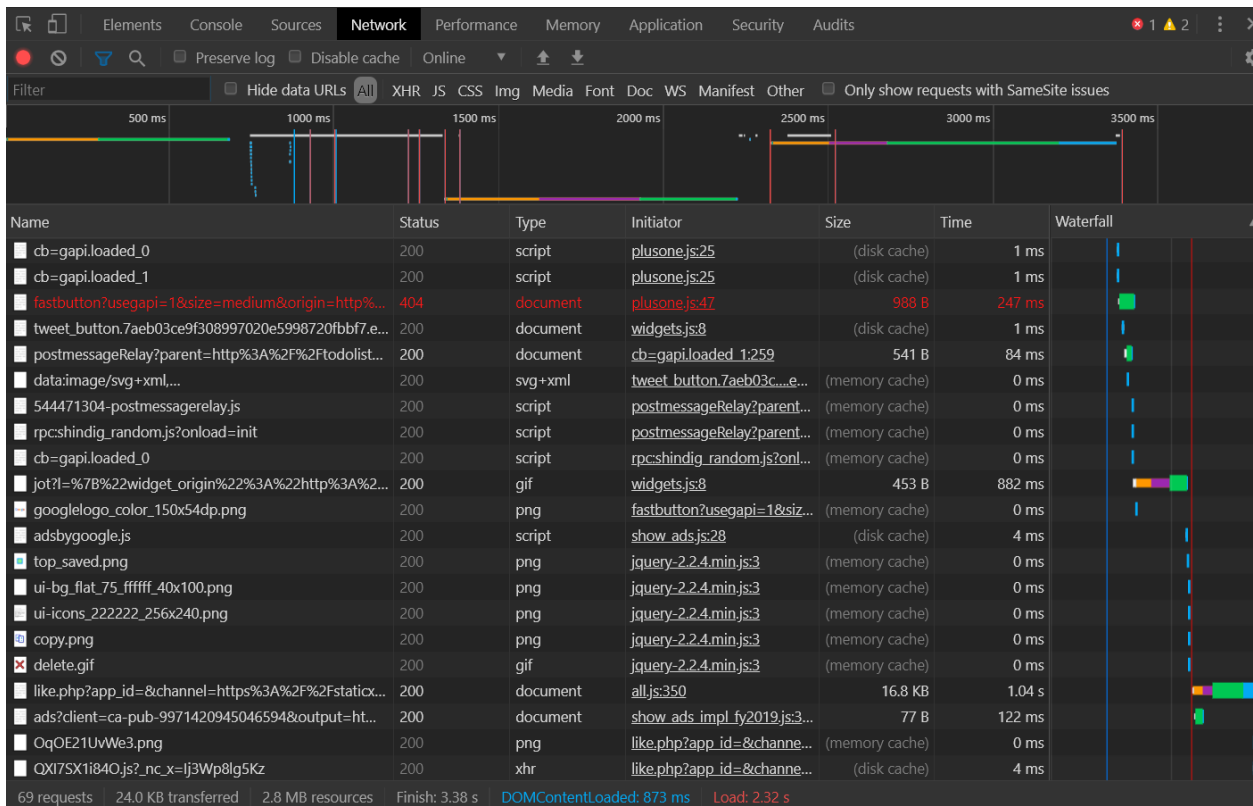 Elements Console Sources Network Performance Memory Application Security Audits 1 2
Preserve log Disable cache Online
Filter Hide data URLs All XHR JS CSS Img Media Font Doc WS Manifest Other Only show requests with SameSite issues
500 ms 1000 ms 1500 ms 2000 ms 2500 ms 3000 ms 3500 ms
Name Status Type Initiator Size Time Waterfall
cb=gapi.loaded_0 200 script plusone.js:25 (disk cache) 1 ms
cb=gapi.loaded_1 200 script plusone.js:25 (disk cache) 1 ms
fastbutton?usegapi=1&size=medium&origin=http%... 404 document plusone.js:47 988 B 247 ms
tweet_button.7aeb03ce9f308997020e5998720fbbf7.e... 200 document widgets.js:8 (disk cache) 1 ms
postmessageRelay?parent=http%3A%2F%2Ftodolist... 200 document cb=gapi.loaded_1:259 541 B 84 ms
data:image/svg+xml,... 200 svg+xml tweet_button.7aeb03c....e... (memory cache) 0 ms
544471304-postmessagerelay.js 200 script postmessageRelay?parent... (memory cache) 0 ms
rpc:shindig_random.js?onload=init 200 script postmessageRelay?parent... (memory cache) 0 ms
cb=gapi.loaded_0 200 script rpc:shindig_random.js?onl... (memory cache) 0 ms
jot?l=%7B%22widget_origin%22%3A%22http%3A%2... 200 gif widgets.js:8 453 B 882 ms
googlelogo_color_150x54dp.png 200 png fastbutton?usegapi=1&siz... (memory cache) 0 ms
adsbygoogle.js 200 script show_ads.js:28 (disk cache) 4 ms
top_saved.png 200 png jquery-2.2.4.min.js:3 (memory cache) 0 ms
ui-bg_flat_75_ffffff_40x100.png 200 png jquery-2.2.4.min.js:3 (memory cache) 0 ms
ui-icons_222222_256x240.png 200 png jquery-2.2.4.min.js:3 (memory cache) 0 ms
copy.png 200 png jquery-2.2.4.min.js:3 (memory cache) 0 ms
delete.gif 200 gif jquery-2.2.4.min.js:3 (memory cache) 0 ms
like.php?app_id=&channel=https%3A%2F%2Fstaticx... 200 document all.js:350 16.8 KB 1.04 s
ads?client=ca-pub-9971420945046594&output=ht... 200 document show_ads_impl_fy2019.js:3... 77 B 122 ms
OqOE21UvWe3.png 200 png like.php?app_id=&channe... (memory cache) 0 ms
QXI7SX1i84O.js?_nc_x=Ij3Wp8lg5Kz 200 xhr like.php?app_id=&channe... (disk cache) 4 ms
69 requests 24.0 KB transferred 2.8 MB resources Finish: 3.38 s DOMContentLoaded: 873 ms Load: 2.32 s